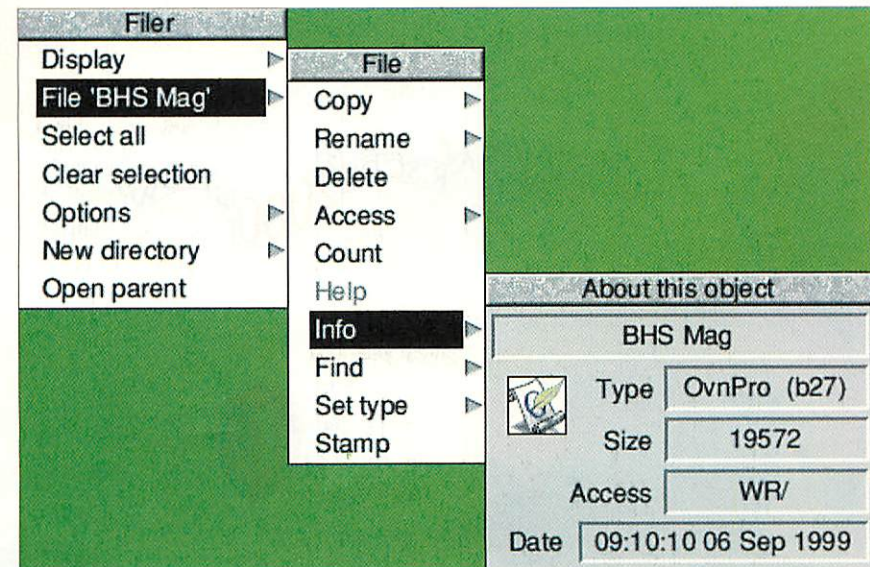 Filer
Display
File 'BHS Mag'
Select all
Clear selection
Options
New directory
Open parent
File
Copy
Rename
Delete
Access
Count
Help
Info
Find
Set type
Stamp
About this object
BHS Mag
Type OvnPro (b27)
Size 19572
Access WR/
Date 09:10:10 06 Sep 1999